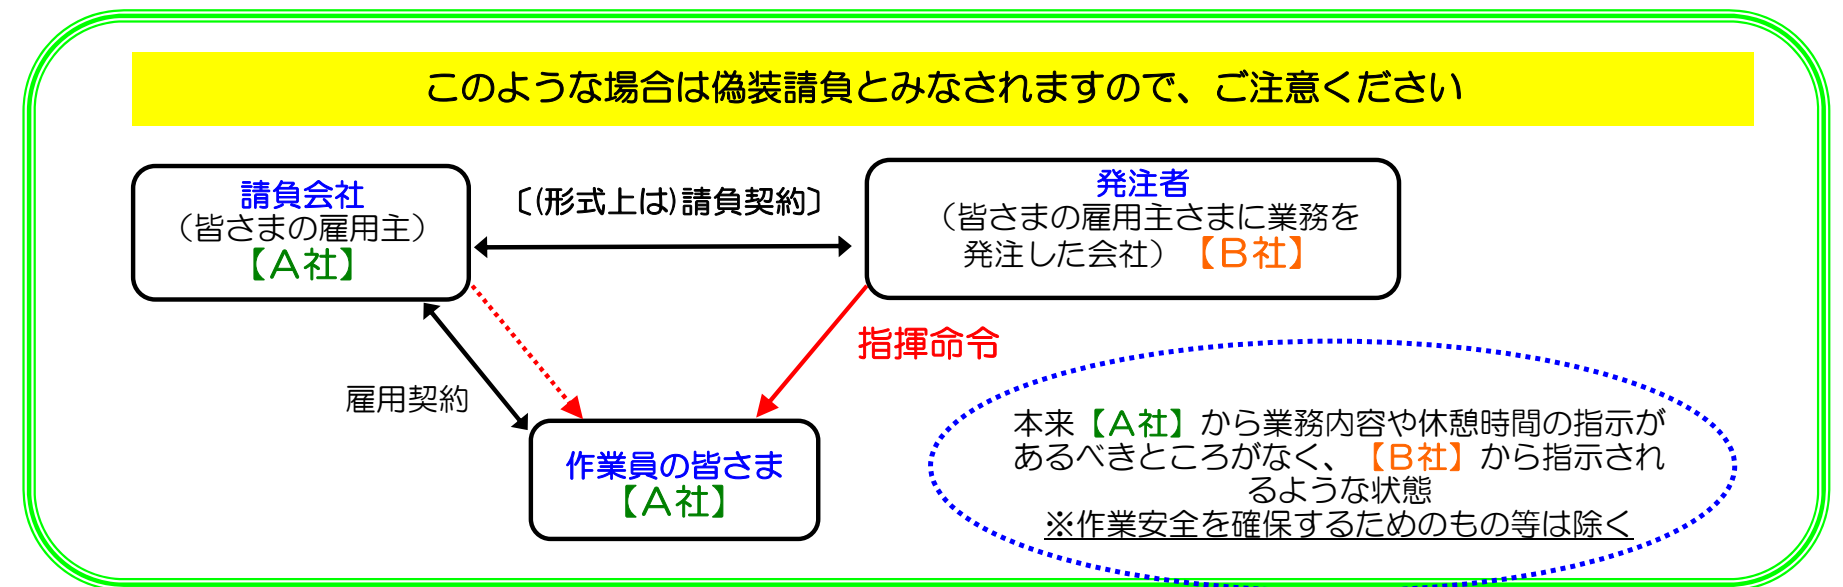 このような場合は偽装請負とみなされますので、ご注意ください
請負会社
（皆さまの雇用主）
【A社】
〔(形式上は)請負契約〕
発注者
（皆さまの雇用主さまに業務を
発注した会社）【B社】
指揮命令
雇用契約
作業員の皆さま
【A社】
本来【A社】から業務内容や休憩時間の指示が
あるべきところがなく、【B社】から指示され
るような状態
※作業安全を確保するためのもの等は除く